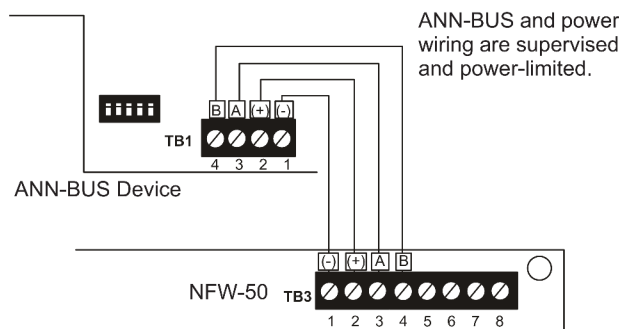 ANN-BUS and power
wiring are supervised
and power-limited.
B A (+) (-)
TB1
4 3 2 1
ANN-BUS Device
(-) (+) A B
NFW-50 TB3
1 2 3 4 5 6 7 8